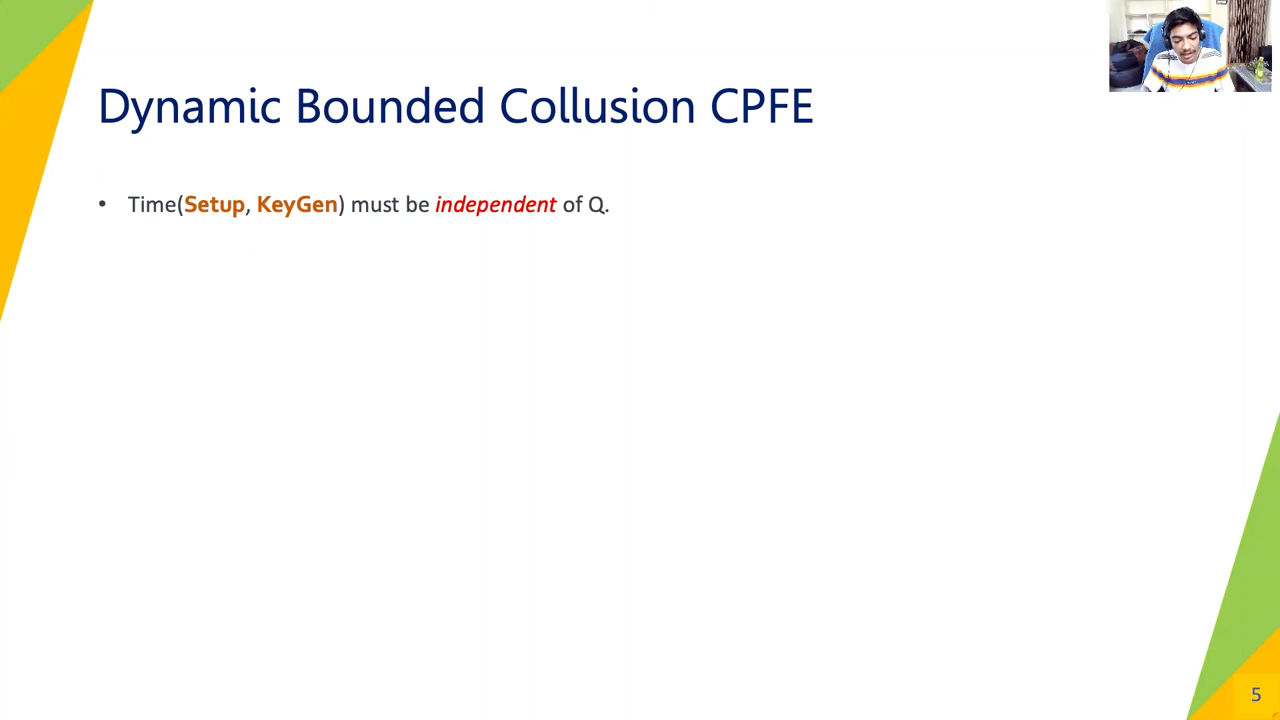 Dynamic Bounded Collusion CPFE
• Time(Setup, KeyGen) must be independent of Q.
5